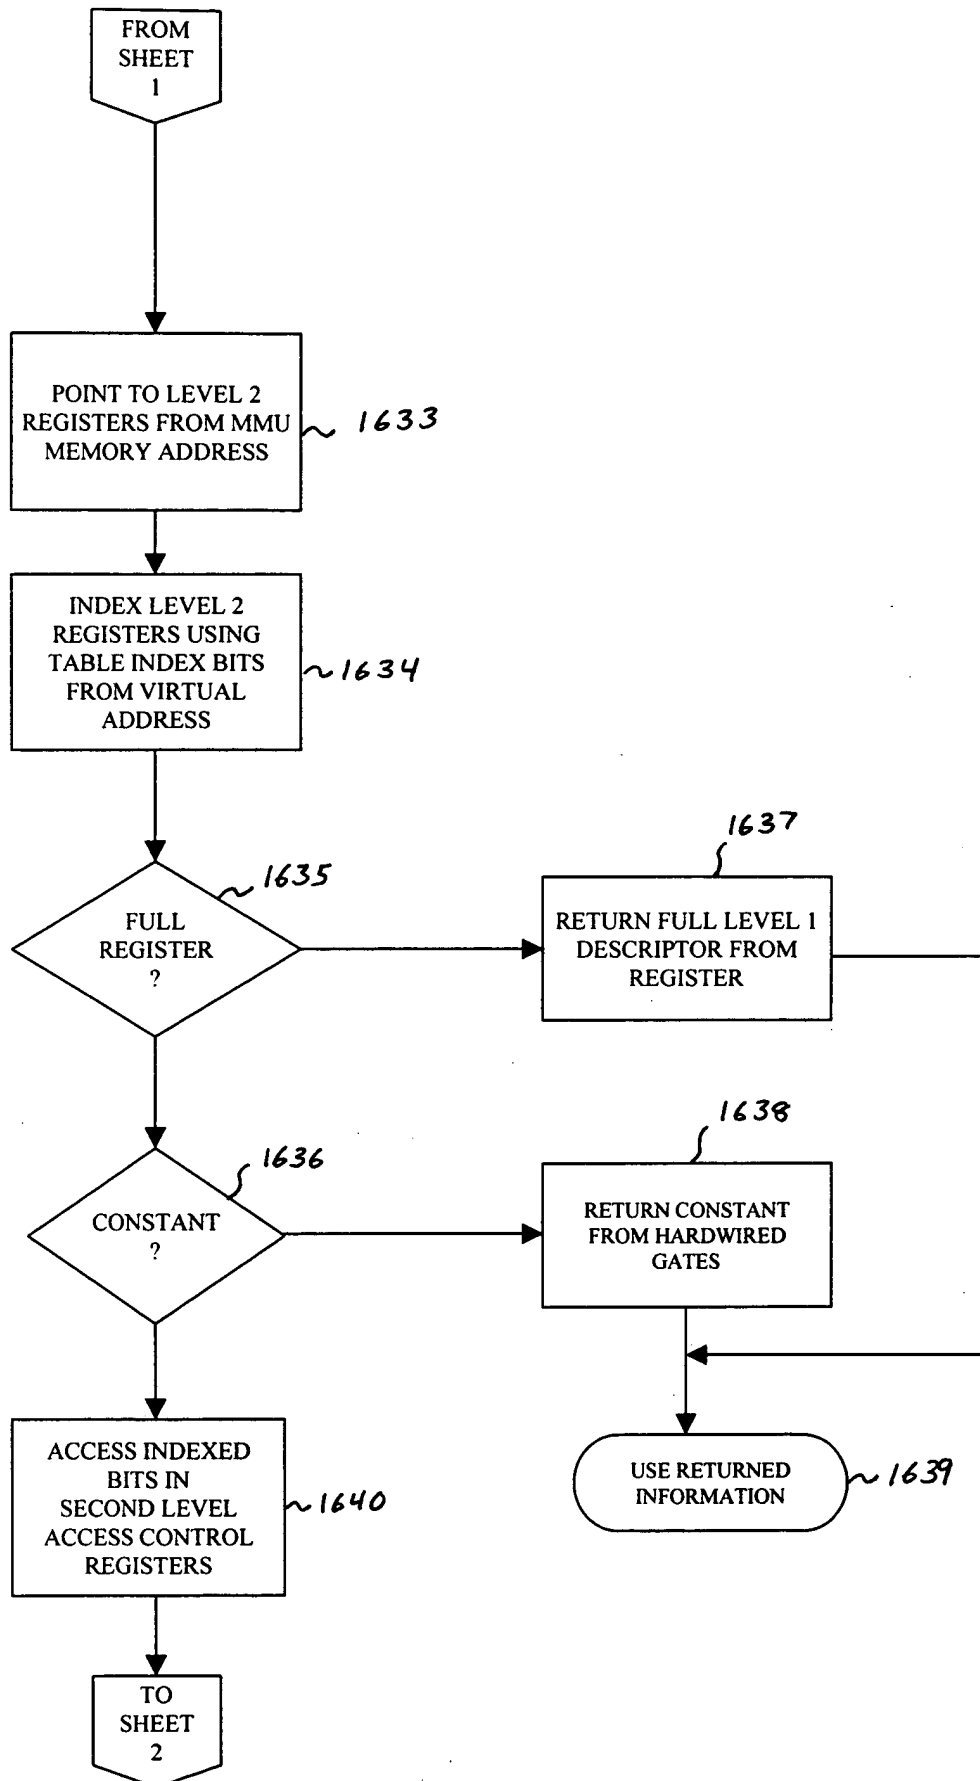 FROM
SHEET
1
POINT TO LEVEL 2
REGISTERS FROM MMU
MEMORY ADDRESS
1633
INDEX LEVEL 2
REGISTERS USING
TABLE INDEX BITS
FROM VIRTUAL
ADDRESS
1634
FULL
REGISTER
?
1635
RETURN FULL LEVEL 1
DESCRIPTOR FROM
REGISTER
1637
CONSTANT
?
1636
RETURN CONSTANT
FROM HARDWIRED
GATES
1638
ACCESS INDEXED
BITS IN
SECOND LEVEL
ACCESS CONTROL
REGISTERS
1640
USE RETURNED
INFORMATION
1639
TO
SHEET
2